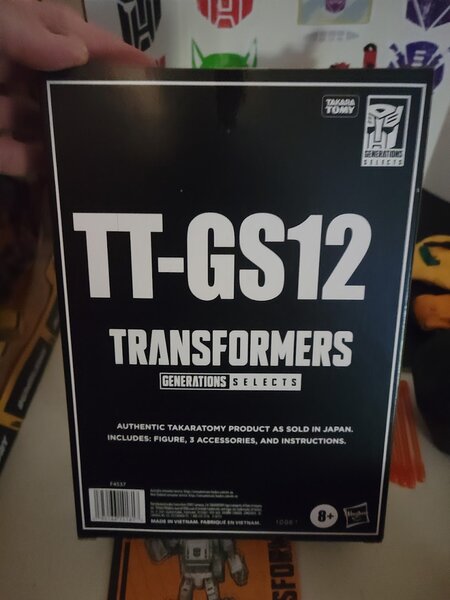 TAKARA
TOMY
GENERATIONS
SELECTS
TT-GS12
TRANSFORMERS
GENERATIONS SELECTS
AUTHENTIC TAKARATOMY PRODUCT AS SOLD IN JAPAN.
INCLUDES: FIGURE, 3 ACCESSORIES, AND INSTRUCTIONS.
F4537
MADE IN VIETNAM. FABRIQUÉ EN VIETNAM.
8+
Hasbro